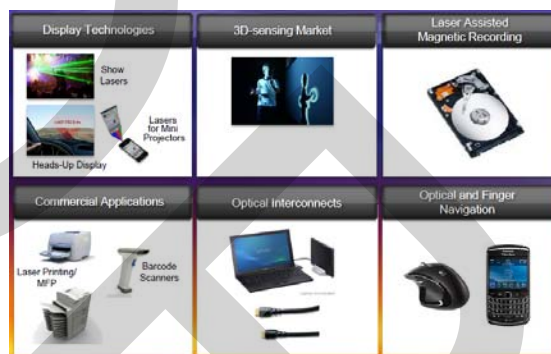 Display Technologies
Show
Lasers
Lasers
for Mini
Projectors
Heads-Up Display
3D-sensing Market
Laser Assisted
Magnetic Recording
Commercial Applications
Laser Printing/
MFP
Barcode
Scanners
Optical Interconnects
Optical and Finger
Navigation